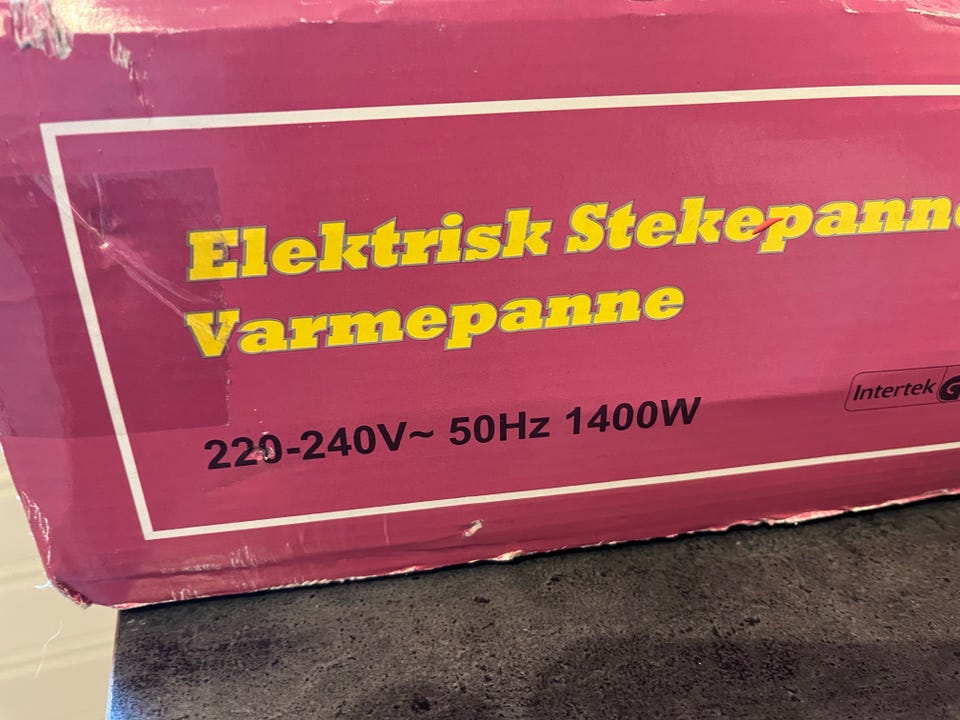 Elektrisk Stekepanne
Varmepanne
220-240V~ 50Hz 1400W
Intertek